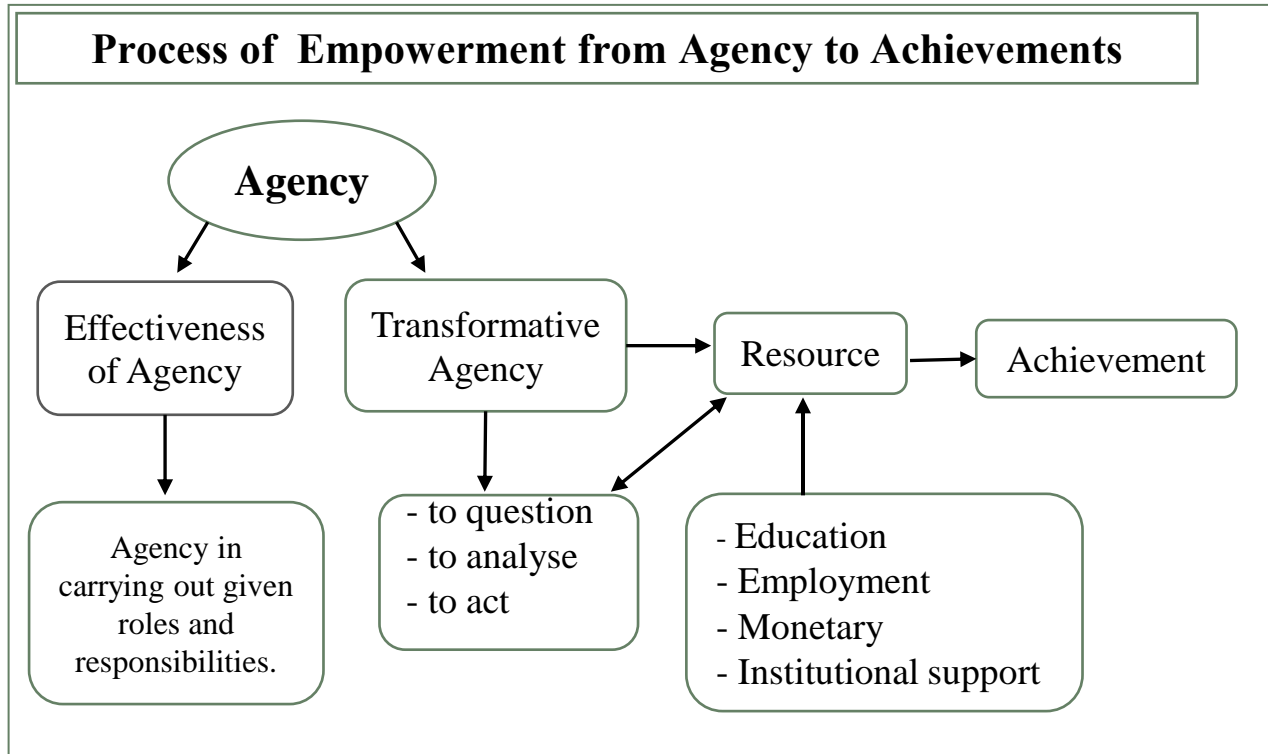 Process of Empowerment from Agency to Achievements
Agency
Effectiveness
of Agency
Transformative
Agency
Resource
Achievement
Agency in
carrying out given
roles and
responsibilities.
- to question
- to analyse
- to act
- Education
- Employment
- Monetary
- Institutional support